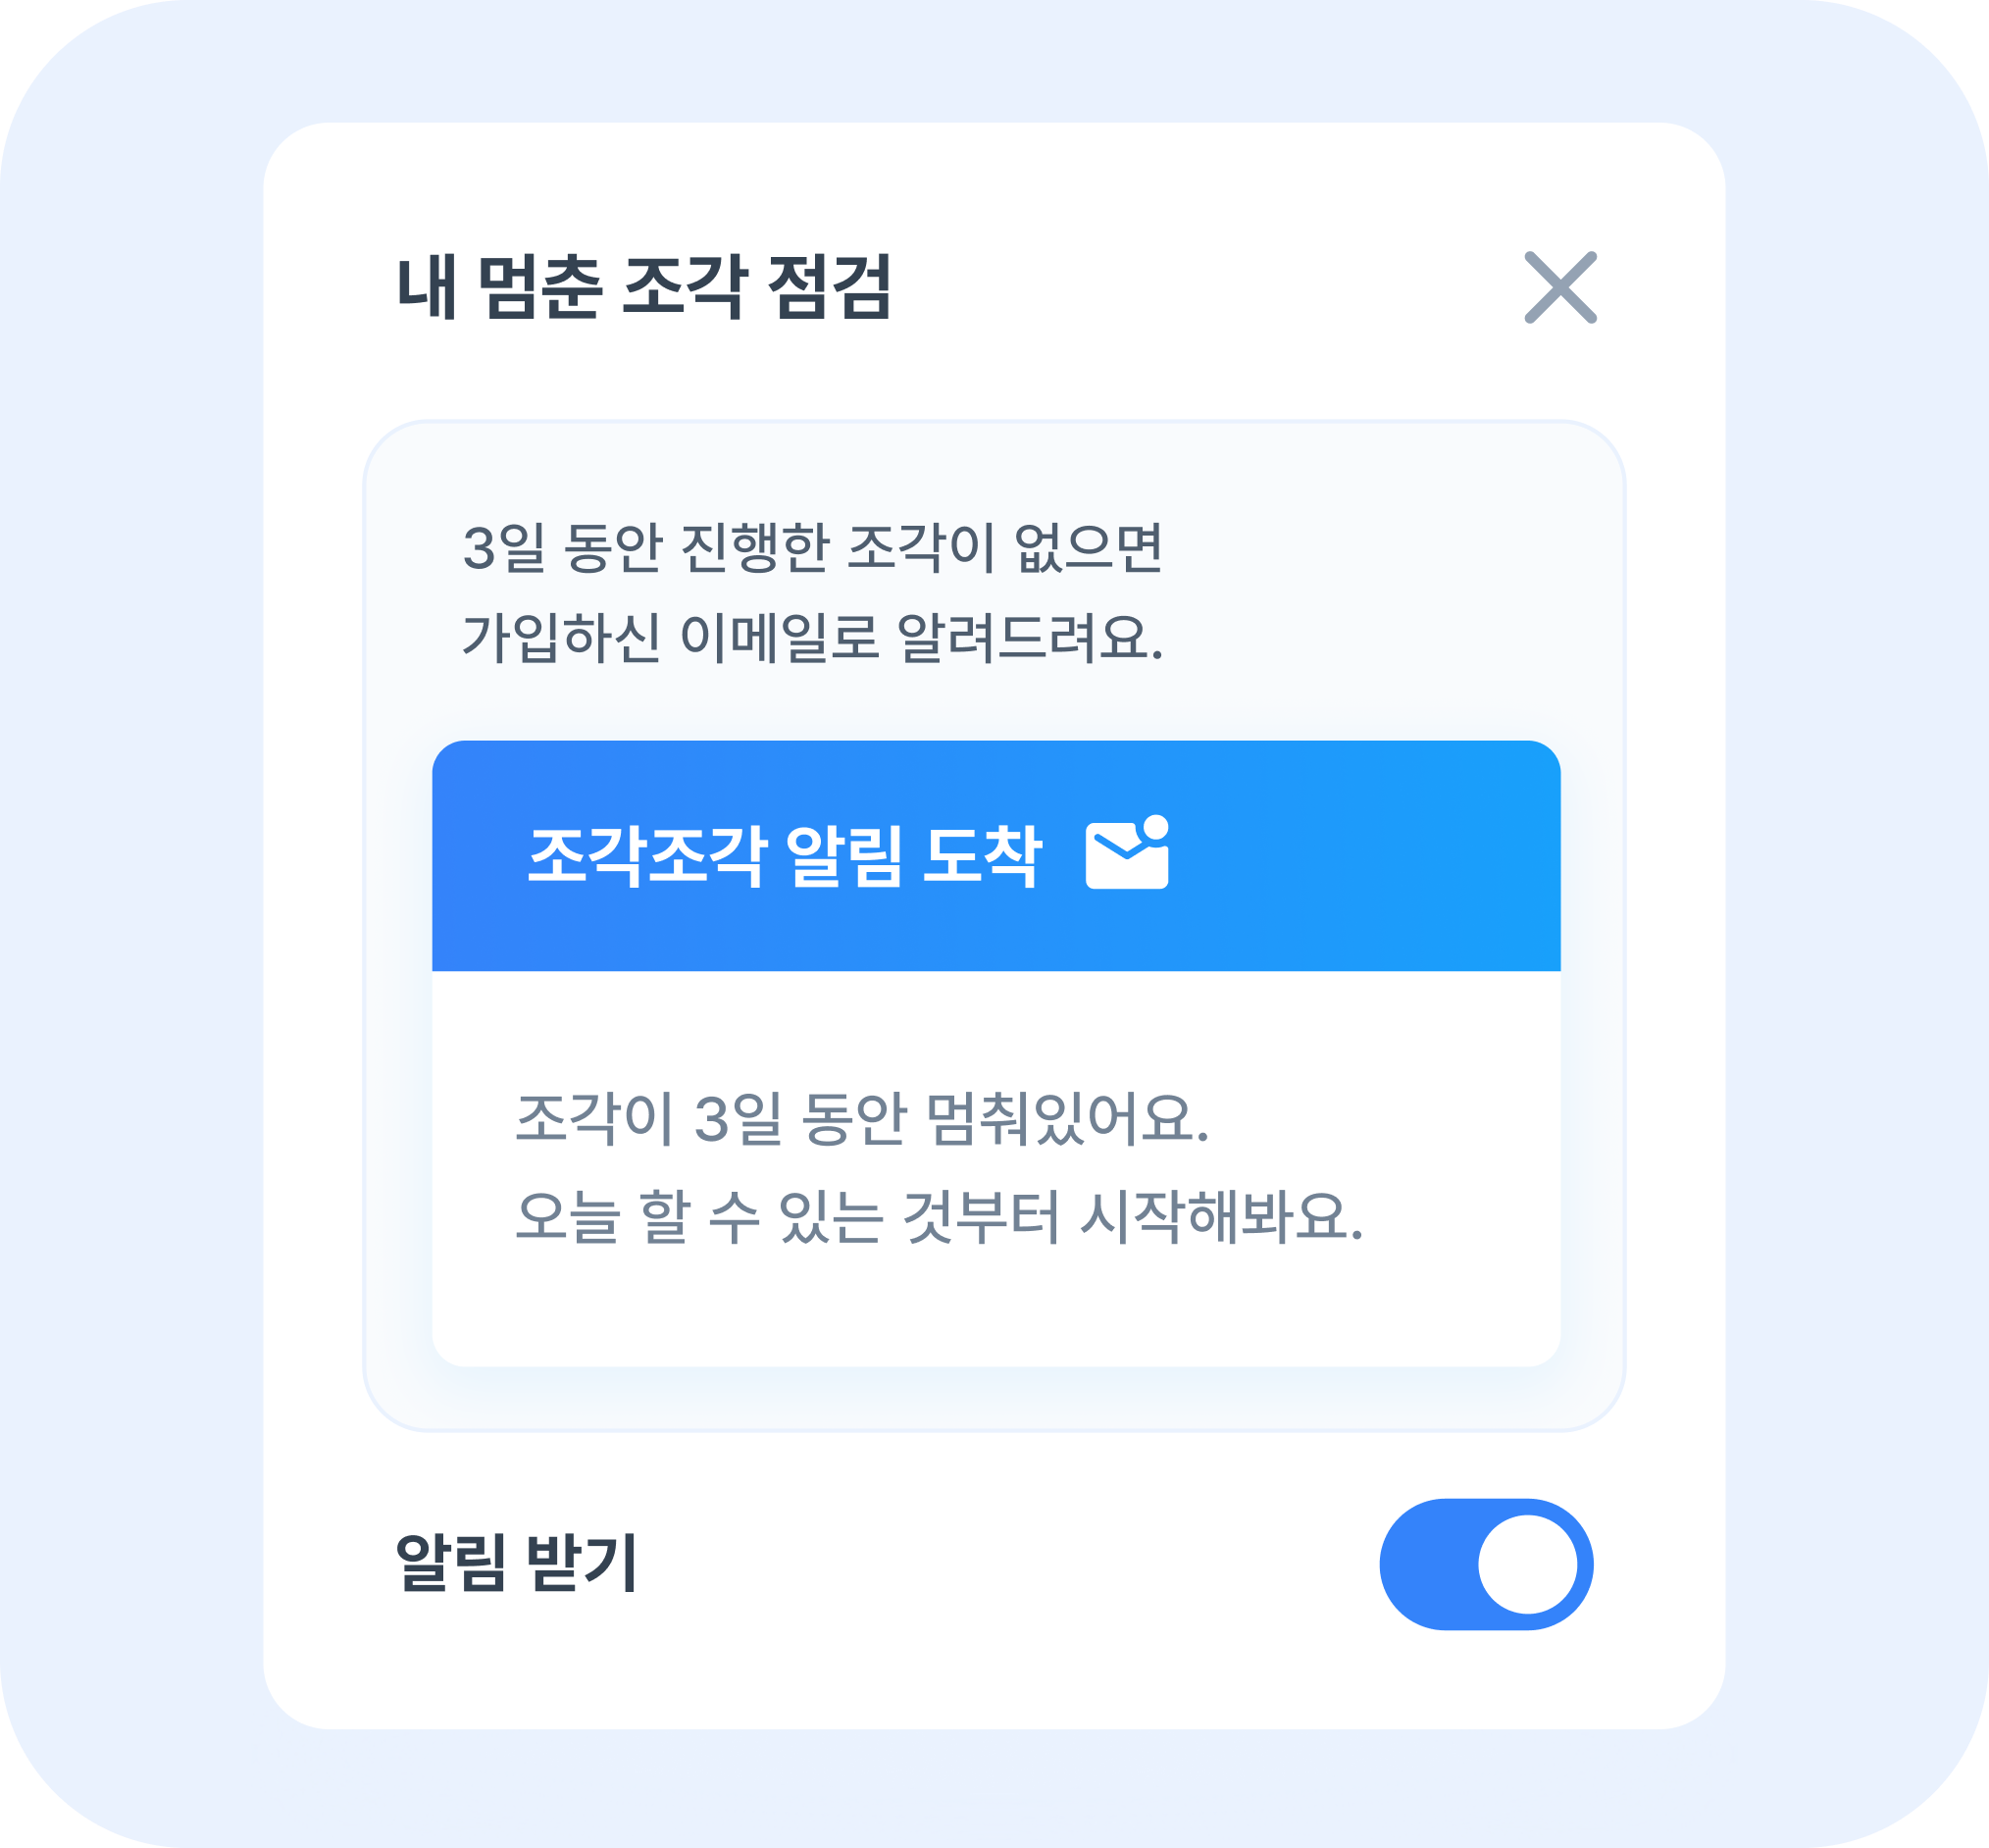 내 멈춘 조각 점검
3일 동안 진행한 조각이 없으면
가입하신 이메일로 알려드려요.
조각조각 알림 도착
조각이 3일 동안 멈춰있어요.
오늘 할 수 있는 것부터 시작해봐요.
알림 받기